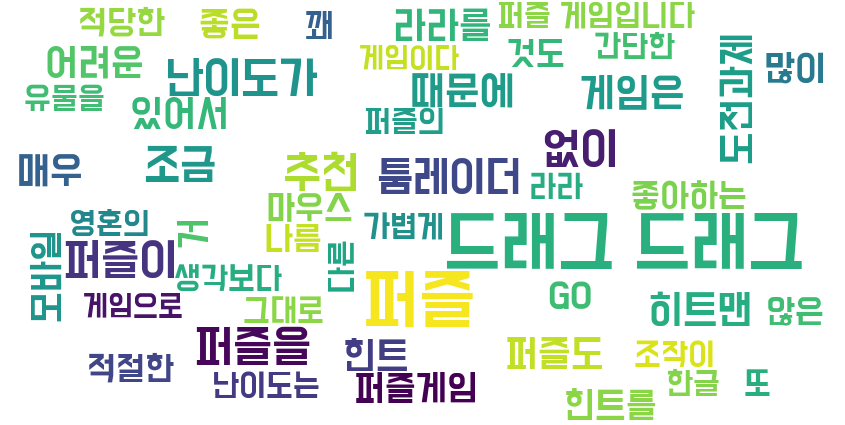 적당한 좋은 꽤 라라를 퍼즐 게임입니다
어려운 난이도가 게임이다 것도 간단한 많이
유물을 있어서 때문에 게임은 도전과제
퍼즐의
매우 조금 추천 툼레이더 없이
라라 좋아하는
영혼의 거 마우스 가볍게 드래그 드래그
모바일 퍼즐이 나름
생각보다 다른
게임으로 그대로 퍼즐 GO 히트맨 않은
적절한 퍼즐을 힌트 퍼즐도 조작이
난이도는 퍼즐게임 힌트를 한글 또